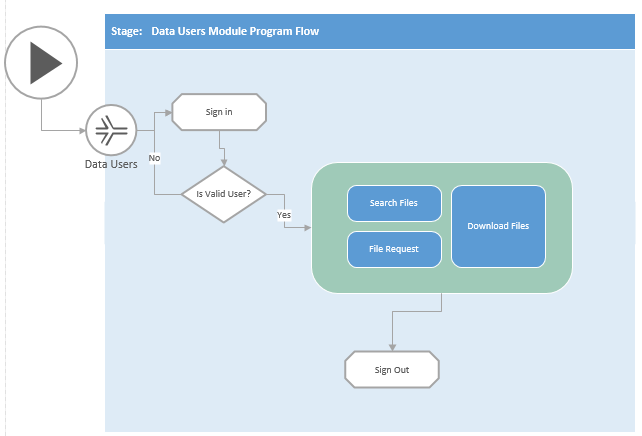 Stage: Data Users Module Program Flow
Sign in
Data Users
No
Is Valid User?
Yes
Search Files
Download Files
File Request
Sign Out